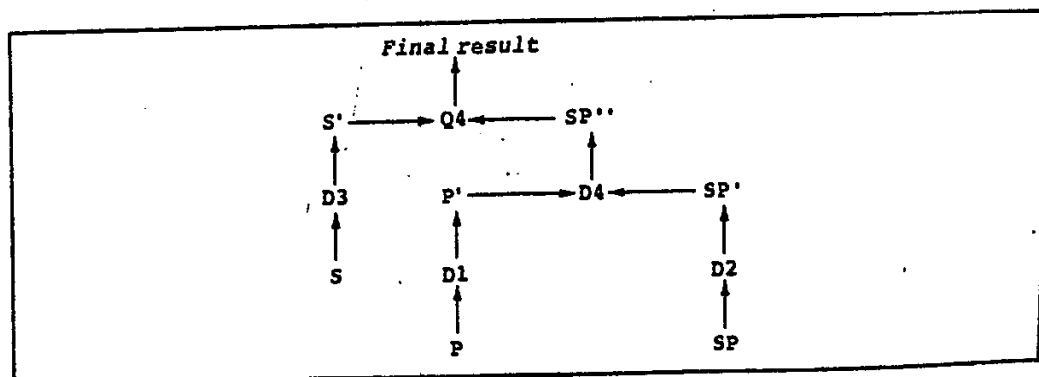 Final result
S' Q4 SP''
D3 P' D4 SP'
S D1 D2
P SP